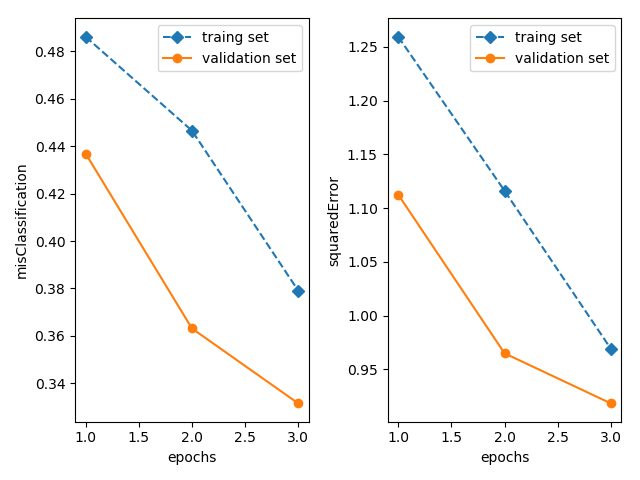 traing set
validation set
0.48
0.46
0.44
0.42
0.40
0.38
0.36
0.34
misClassification
1.0 1.5 2.0 2.5 3.0
epochs
traing set
validation set
1.25
1.20
1.15
1.10
1.05
1.00
0.95
squaredError
1.0 1.5 2.0 2.5 3.0
epochs